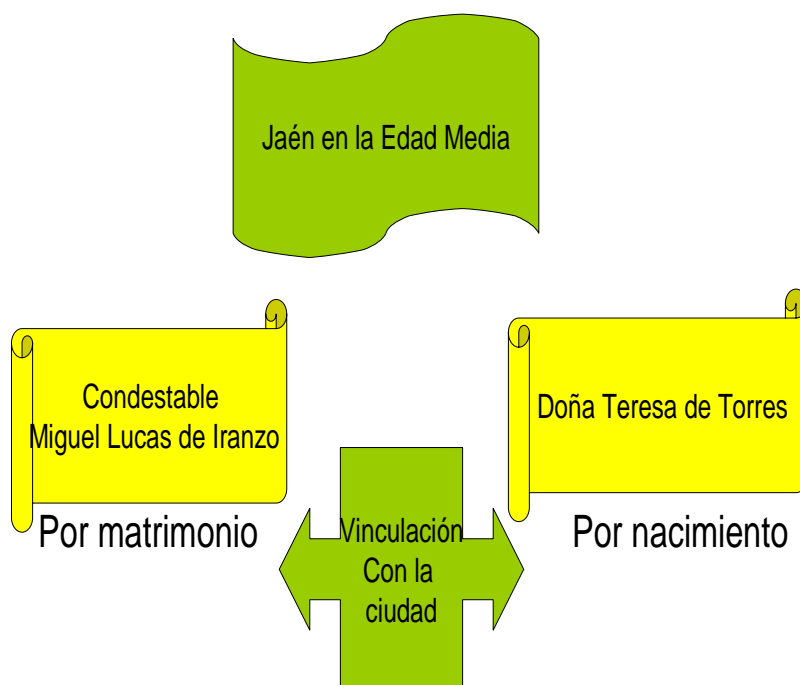 Jaén en la Edad Media
Condestable
Miguel Lucas de Iranzo
Doña Teresa de Torres
Por matrimonio
Por nacimiento
Vinculación
Con la
ciudad